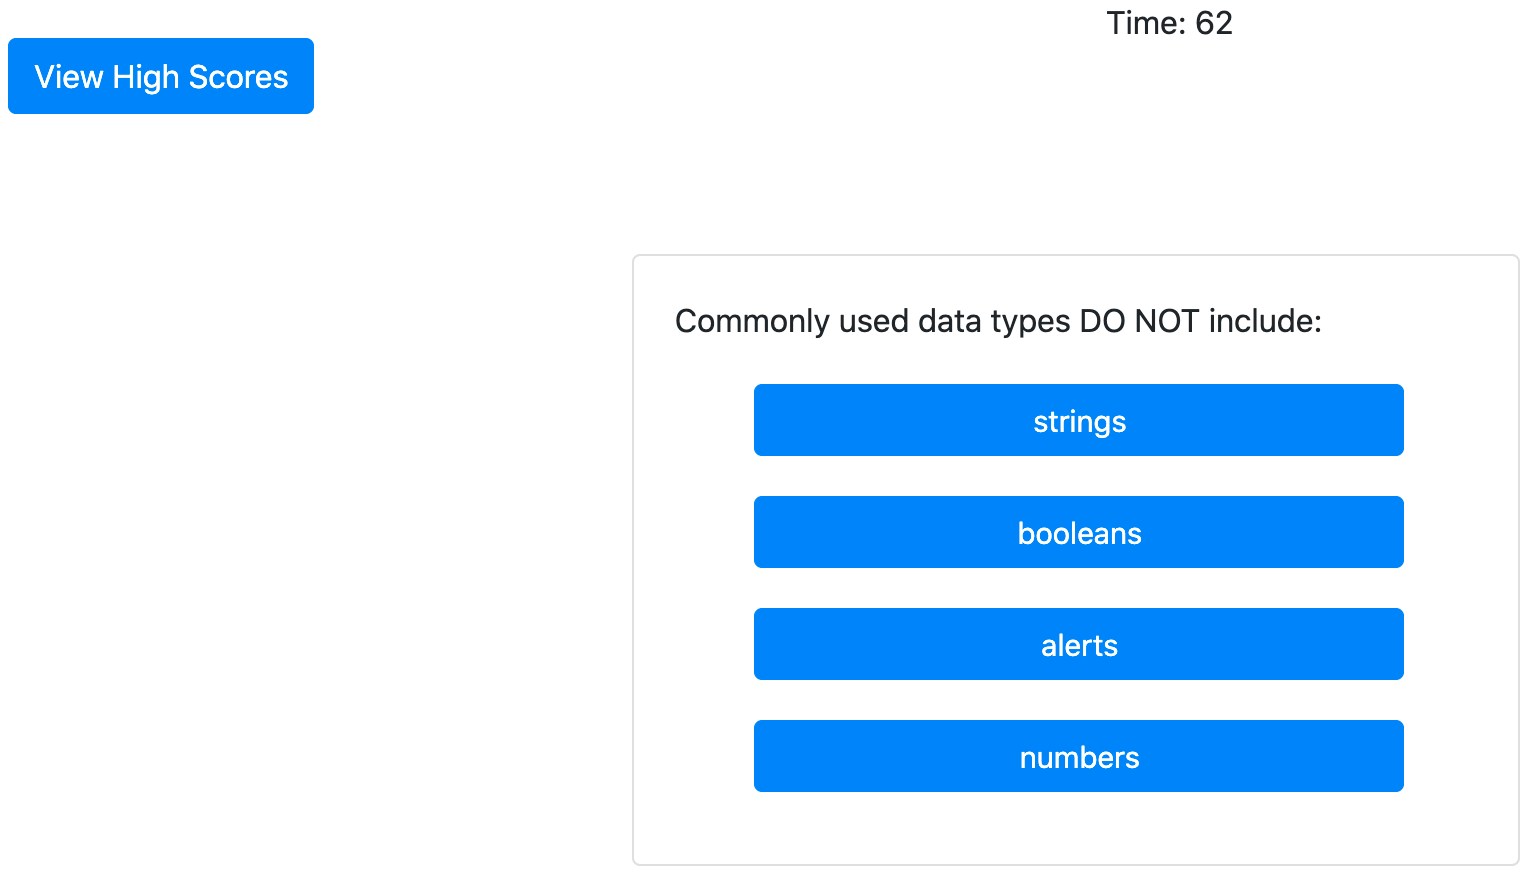 Time: 62
View High Scores
Commonly used data types DO NOT include:
strings
booleans
alerts
numbers